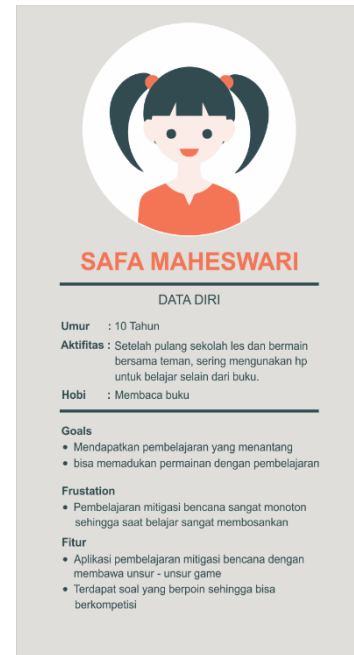 SAFA MAHESWARI
DATA DIRI
Umur : 10 Tahun
Aktifitas : Setelah pulang sekolah les dan bermain
bersama teman, sering mengunakan hp
untuk belajar selain dari buku.
Hobi : Membaca buku
Goals
• Mendapatkan pembelajaran yang menantang
• bisa memadukan permainan dengan pembelajaran
Frustation
• Pembelajaran mitigasi bencana sangat monoton
sehingga saat belajar sangat membosankan
Fitur
• Aplikasi pembelajaran mitigasi bencana dengan
membawa unsur - unsur game
• Terdapat soal yang berpoin sehingga bisa
berkompetisi